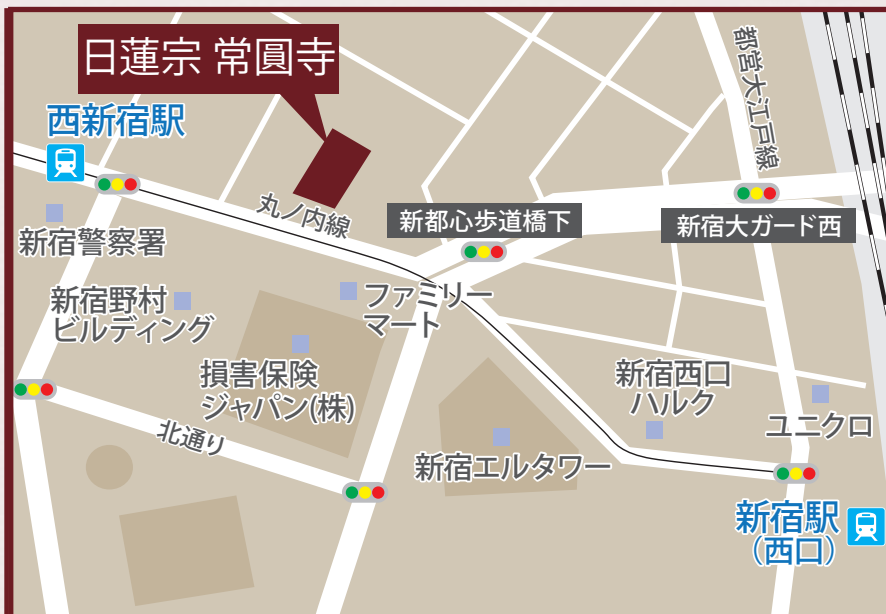 日蓮宗 常圓寺
都営大江戸線
西新宿駅
丸ノ内線
新都心歩道橋下
新宿大ガード西
新宿警察署
新宿野村
ビルディング
ファミリー
マート
損害保険
ジャパン(株)
新宿西口
ハルク
ユニクロ
北通り
新宿エルタワー
新宿駅
(西口)